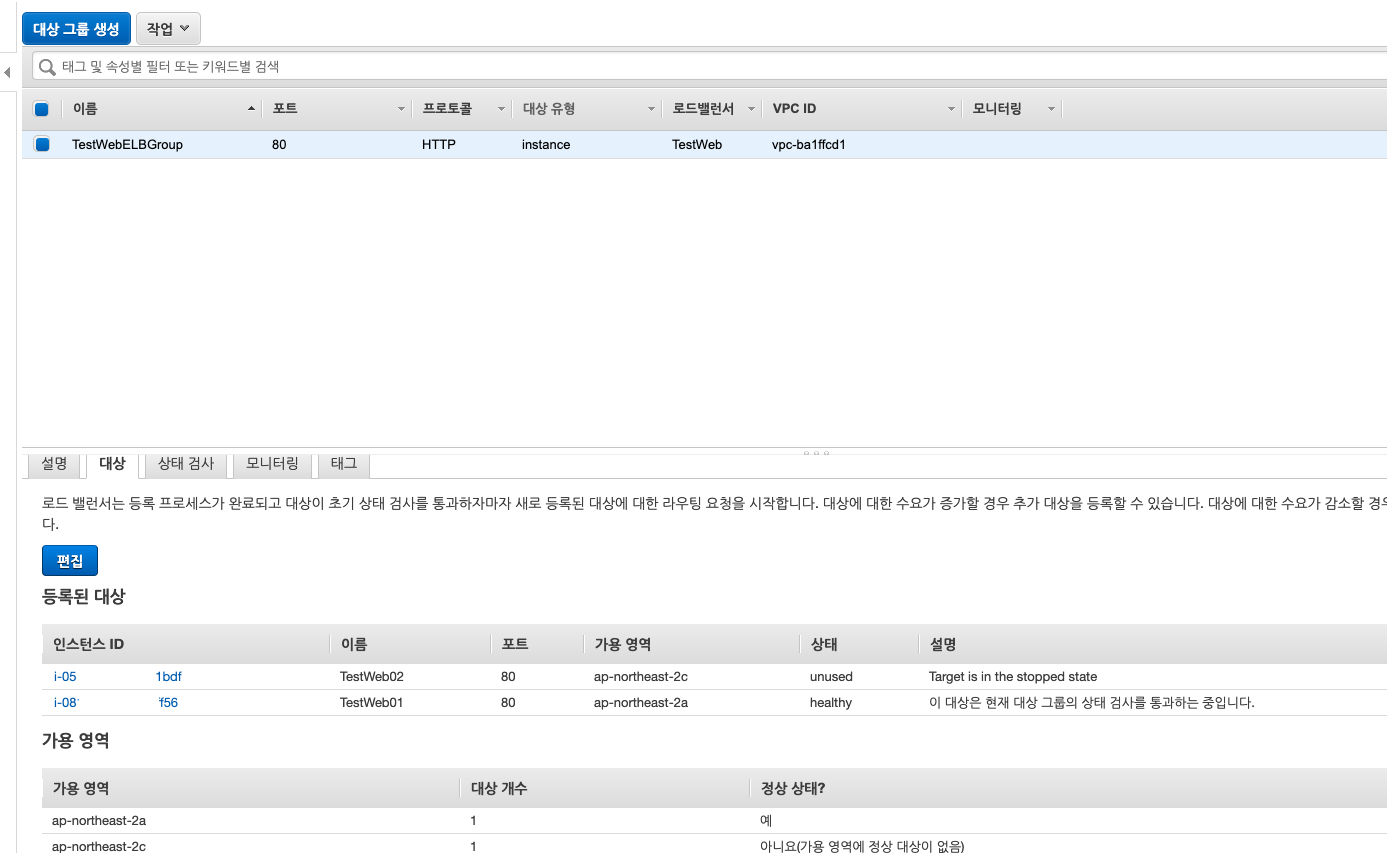 대상 그룹 생성 작업
태그 및 속성별 필터 또는 키워드별 검색
이름 포트 프로토콜 대상 유형 로드밸런서 VPC ID 모니터링
TestWebELBGroup 80 HTTP instance TestWeb vpc-ba1ffcd1
설명 대상 상태 검사 모니터링 태그
로드 밸런서는 등록 프로세스가 완료되고 대상이 초기 상태 검사를 통과하자마자 새로 등록된 대상에 대한 라우팅 요청을 시작합니다. 대상에 대한 수요가 증가할 경우 추가 대상을 등록할 수 있습니다. 대상에 대한 수요가 감소할 경우
다.
편집
등록된 대상
인스턴스 ID 이름 포트 가용 영역 상태 설명
i-05 1bdf TestWeb02 80 ap-northeast-2c unused Target is in the stopped state
i-08 f56 TestWeb01 80 ap-northeast-2a healthy 이 대상은 현재 대상 그룹의 상태 검사를 통과하는 중입니다.
가용 영역
가용 영역 대상 개수 정상 상태?
ap-northeast-2a 1 예
ap-northeast-2c 1 아니요(가용 영역에 정상 대상이 없음)